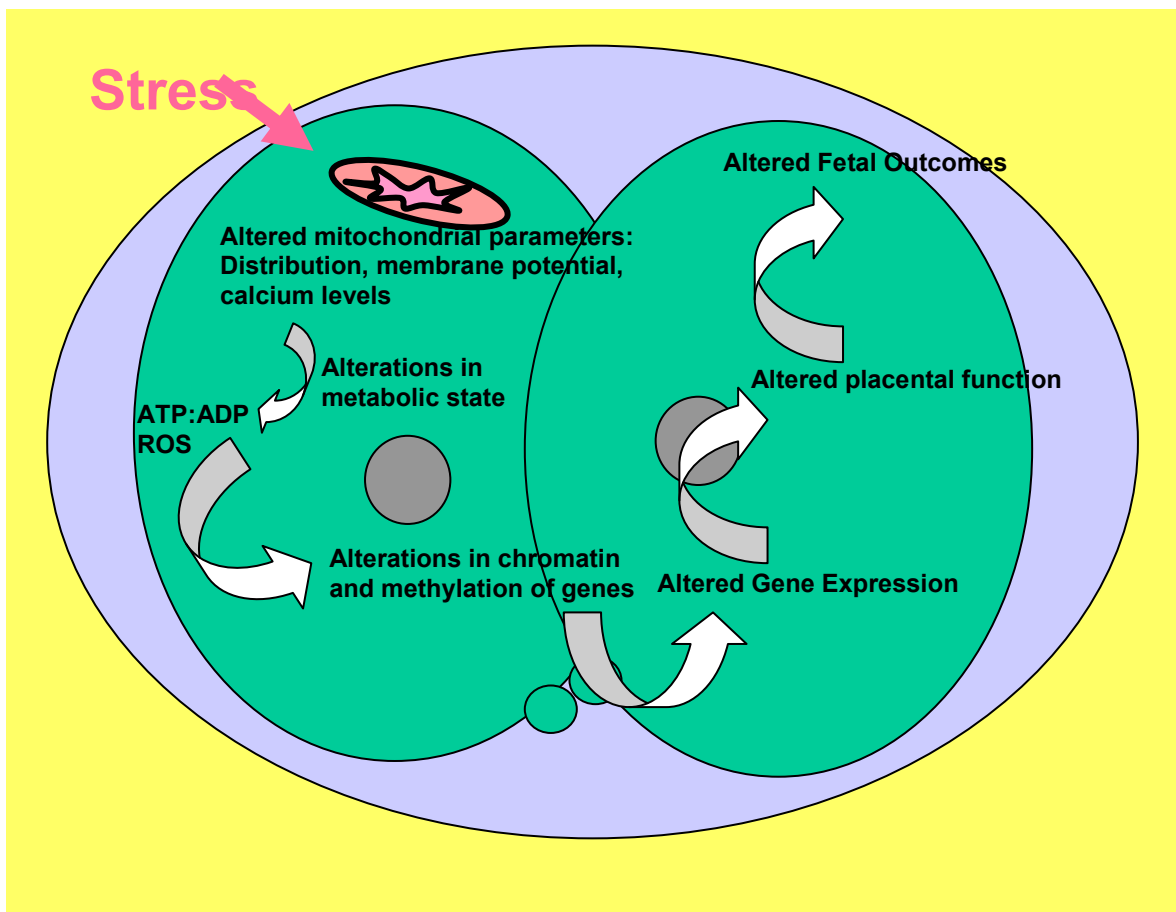 Stress
Altered mitochondrial parameters:
Distribution, membrane potential,
calcium levels
Alterations in
metabolic state
ATP:ADP
ROS
Alterations in chromatin
and methylation of genes
Altered Gene Expression
Altered placental function
Altered Fetal Outcomes